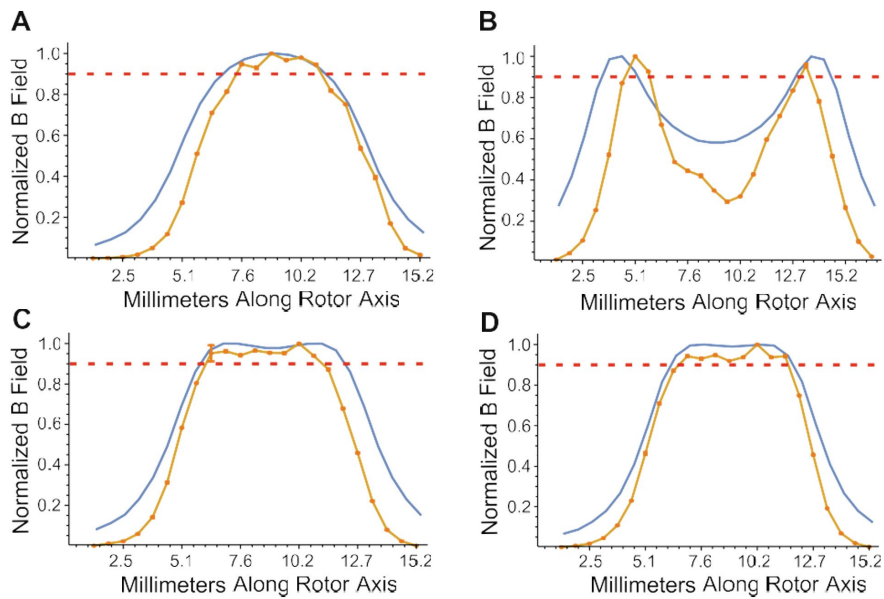 A
Normalized B Field
1.0
0.8
0.6
0.4
0.2
2.5 5.1 7.6 10.2 12.7 15.2
Millimeters Along Rotor Axis
B
Normalized B Field
1.0
0.8
0.6
0.4
0.2
2.5 5.1 7.6 10.2 12.7 15.2
Millimeters Along Rotor Axis
C
Normalized B Field
1.0
0.8
0.6
0.4
0.2
2.5 5.1 7.6 10.2 12.7 15.2
Millimeters Along Rotor Axis
D
Normalized B Field
1.0
0.8
0.6
0.4
0.2
2.5 5.1 7.6 10.2 12.7 15.2
Millimeters Along Rotor Axis